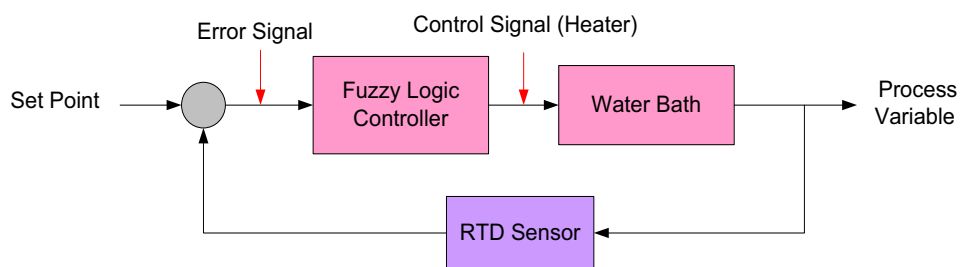 Error Signal
Control Signal (Heater)
Set Point
Fuzzy Logic
Controller
Water Bath
Process
Variable
RTD Sensor